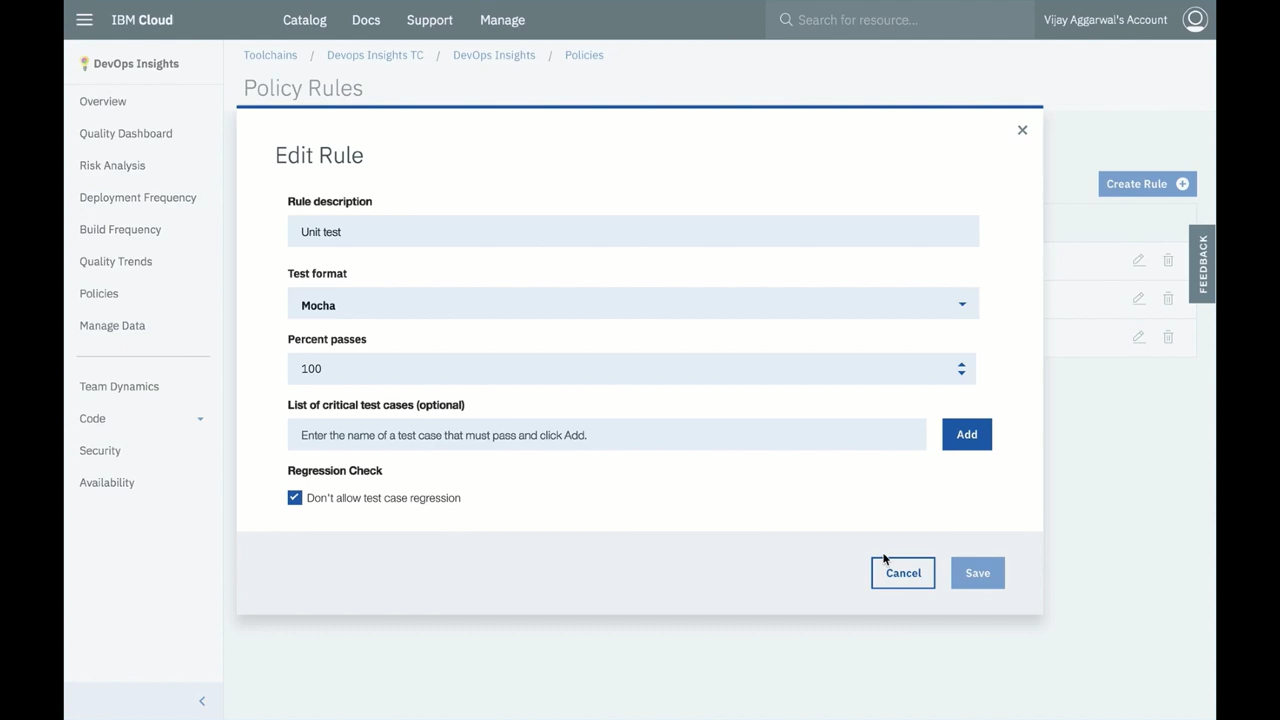 IBM Cloud Catalog Docs Support Manage Search for resource... Vijay Aggarwal's Account
DevOps Insights
Overview
Quality Dashboard
Risk Analysis
Deployment Frequency
Build Frequency
Quality Trends
Policies
Manage Data
Team Dynamics
Code
Security
Availability
Toolchains / Devops Insights TC / DevOps Insights / Policies
Policy Rules
Create Rule
FEEDBACK
Edit Rule
Rule description
Unit test
Test format
Mocha
Percent passes
100
List of critical test cases (optional)
Enter the name of a test case that must pass and click Add. Add
Regression Check
Don't allow test case regression
Cancel Save